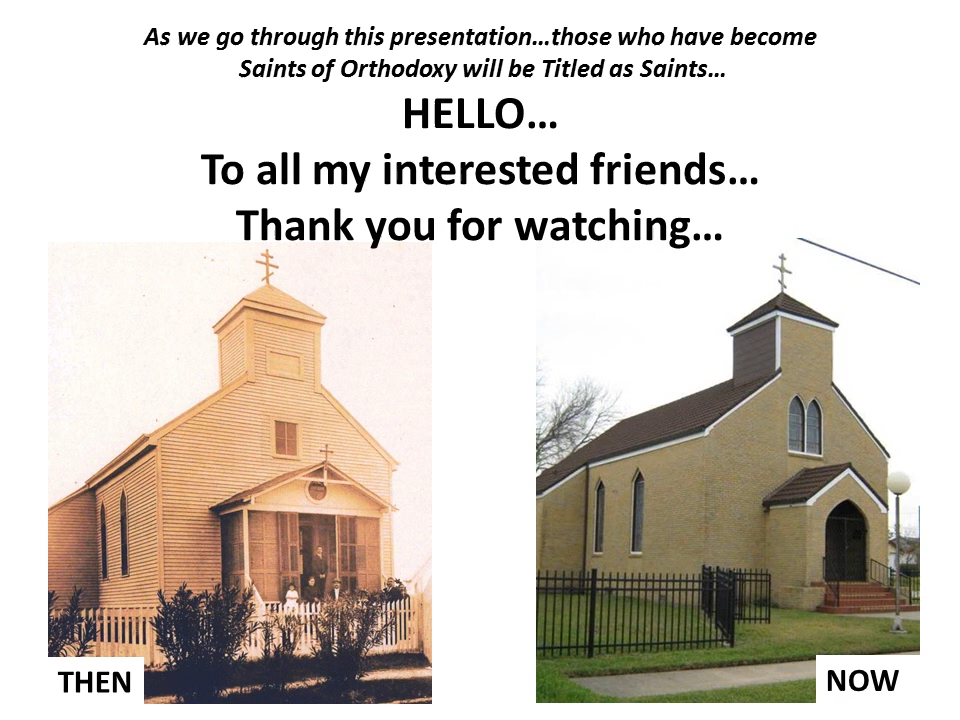 As we go through this presentation…those who have become
Saints of Orthodoxy will be Titled as Saints…
HELLO…
To all my interested friends…
Thank you for watching…
THEN
NOW